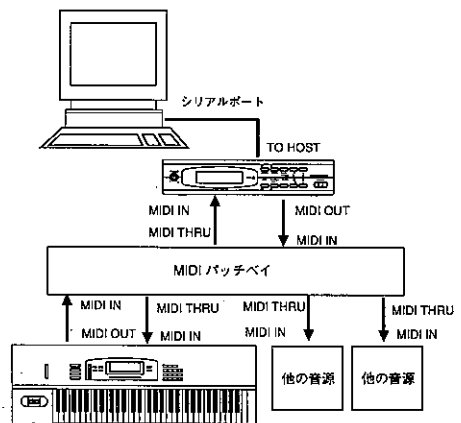 シリアルポート
TO HOST
MIDI IN
MIDI OUT
MIDI THRU
MIDI IN
MIDI パッチベイ
MIDI IN
MIDI THRU
MIDI THRU
MIDI THRU
MIDI OUT
MIDI IN
MIDI IN
MIDI IN
他の音源
他の音源